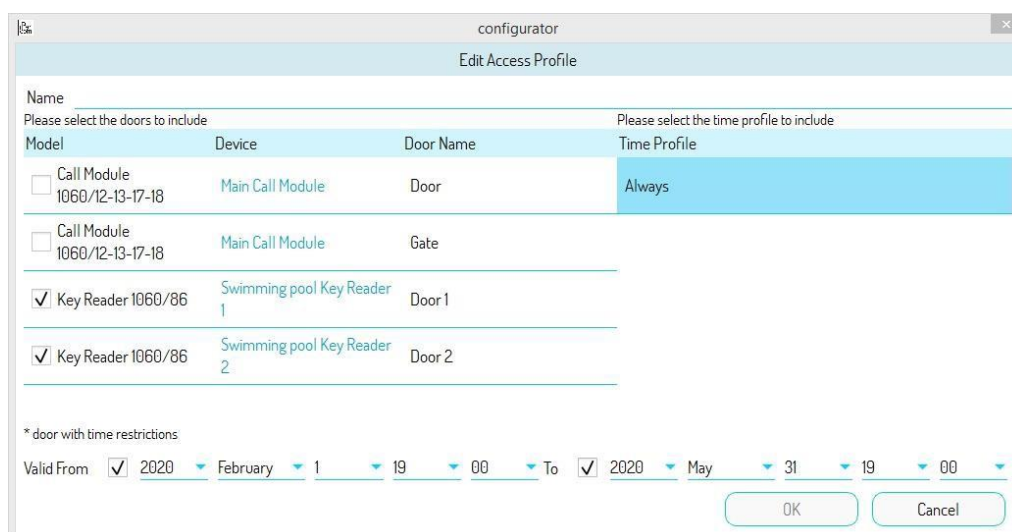 configurator
Edit Access Profile
Name
Please select the doors to include Please select the time profile to include
Model Device Door Name Time Profile
Call Module
1060/12-13-17-18 Main Call Module Door Always
Call Module
1060/12-13-17-18 Main Call Module Gate
Key Reader 1060/86 Swimming pool Key Reader
1 Door 1
Key Reader 1060/86 Swimming pool Key Reader
2 Door 2
* door with time restrictions
Valid From 2020 February 1 19 00 To 2020 May 31 19 00
OK Cancel